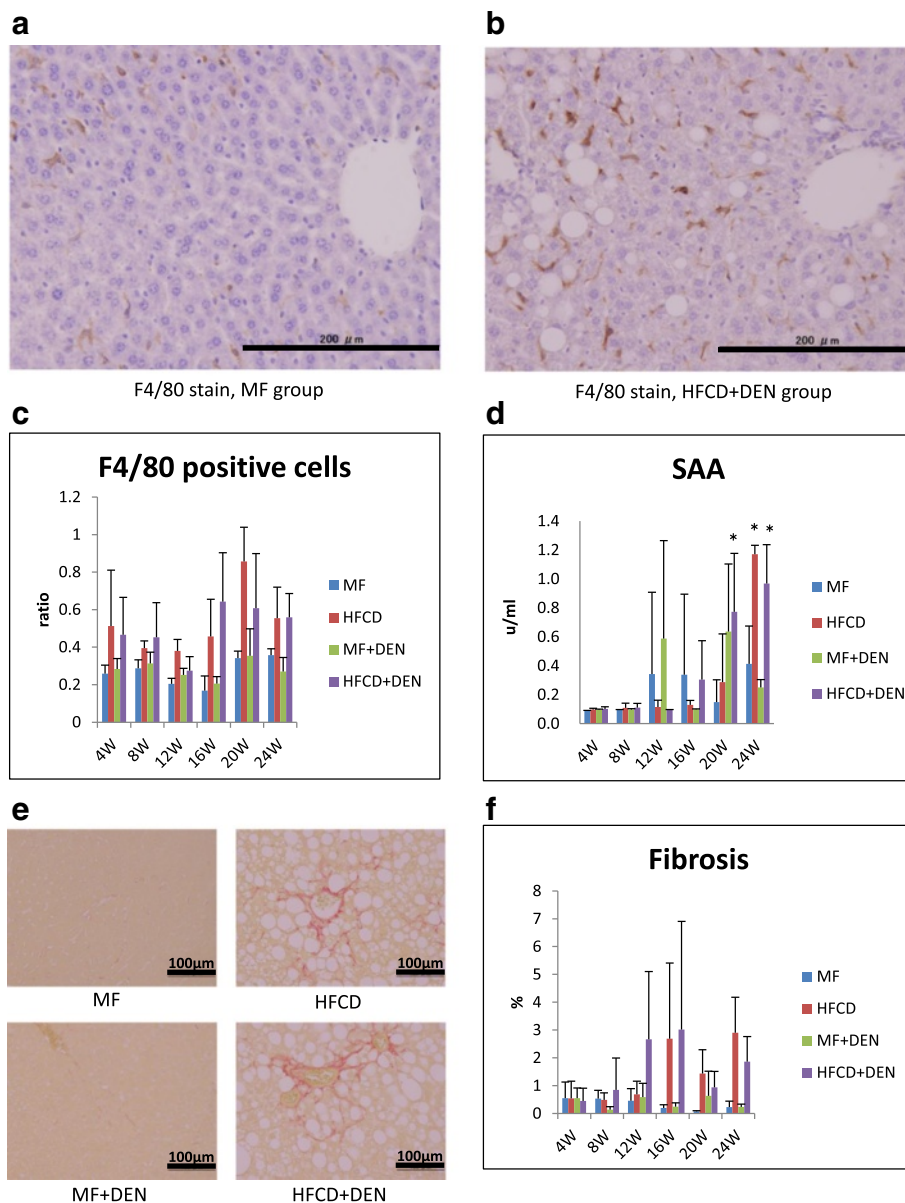 a
b
200 μm
200 μm
F4/80 stain, MF group
F4/80 stain, HFCD+DEN group
c
d
F4/80 positive cells
1.2
1
0.8
0.6
0.4
0.2
0
ratio
4W
8W
12W
16W
20W
24W
MF
HFCD
MF+DEN
HFCD+DEN
SAA
1.4
1.2
1.0
0.8
0.6
0.4
0.2
0.0
u/ml
* * *
4W
8W
12W
16W
20W
24W
MF
HFCD
MF+DEN
HFCD+DEN
e
f
100μm
100μm
MF
HFCD
100μm
100μm
MF+DEN
HFCD+DEN
Fibrosis
8
7
6
5
4
3
2
1
0
%
4W
8W
12W
16W
20W
24W
MF
HFCD
MF+DEN
HFCD+DEN